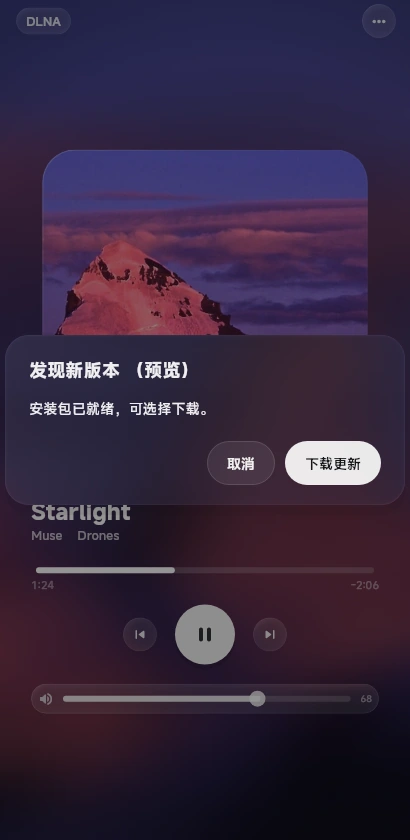 DLNA
发现新版本 （预览）
安装包已就绪，可选择下载。
取消 下载更新
Starlight
Muse Drones
1:24 -2:06
68